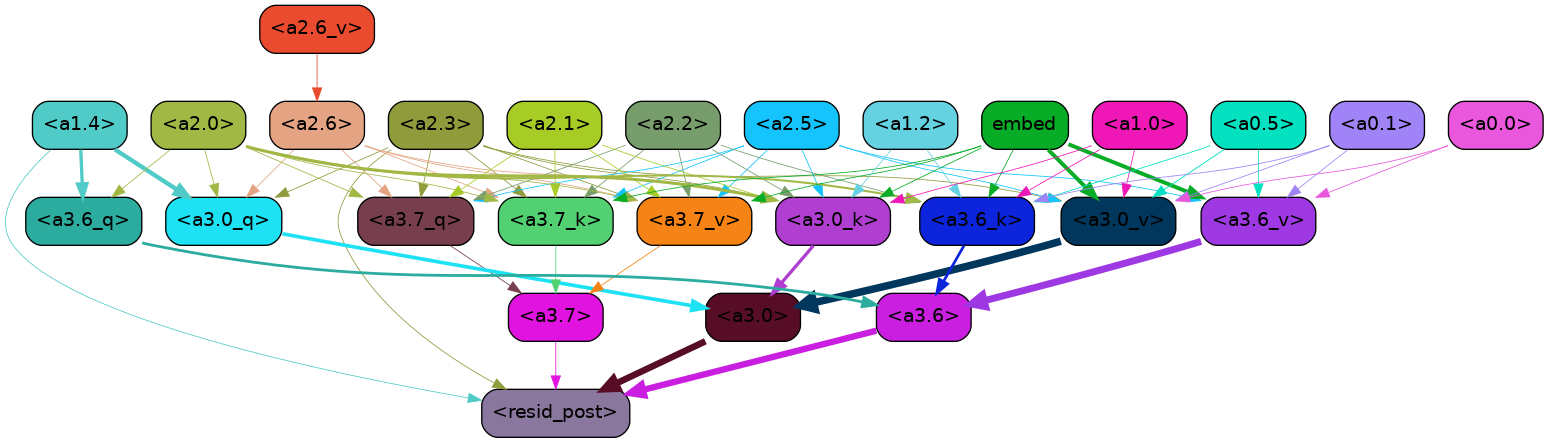 <a2.6_v>
<a1.4> <a2.0> <a2.6> <a2.3> <a2.1> <a2.2> <a2.5> <a1.2> embed <a1.0> <a0.5> <a0.1> <a0.0>
<a3.6_q> <a3.0_q> <a3.7_q> <a3.7_k> <a3.7_v> <a3.0_k> <a3.6_k> <a3.0_v> <a3.6_v>
<a3.7> <a3.0> <a3.6>
<resid_post>